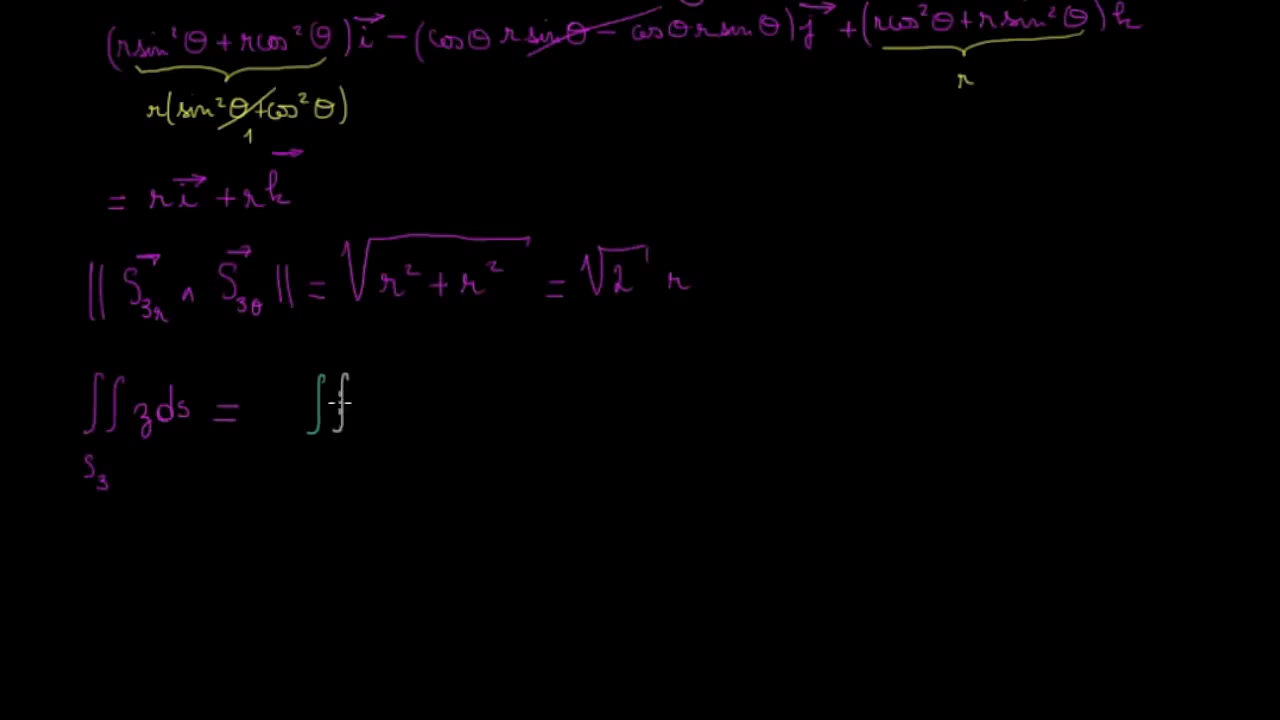 (r sin²θ + r cos²θ) i⃗ − (cosθ r sinθ − cosθ r sinθ) j⃗ + (r cos²θ + r sin²θ) k
r(sin²θ + cos²θ) r
1
= r i⃗ + r k⃗
‖ S⃗₃ᵣ ∧ S⃗₃θ ‖ = √(r² + r²) = √2 r
∬ z ds = ∬
S₃